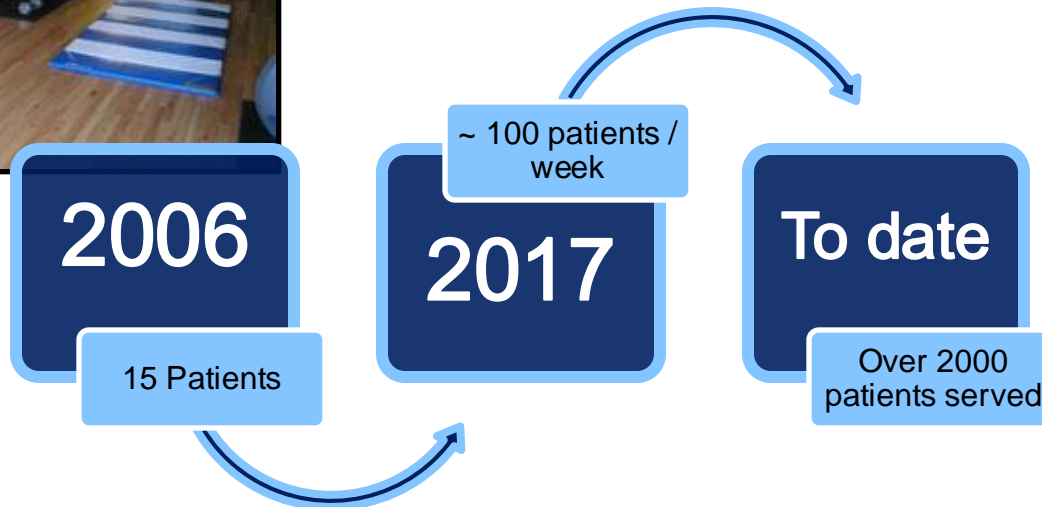 2006
15 Patients
~ 100 patients /
week
2017
To date
Over 2000
patients served